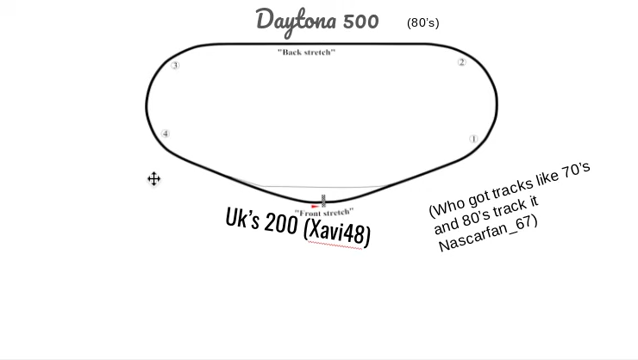 Daytona 500 (80's)
"Back stretch"
3
2
4
1
"Front stretch"
Uk's 200 (Xavi48)
(Who got tracks like 70's
and 80's track it
Nascarfan_67)